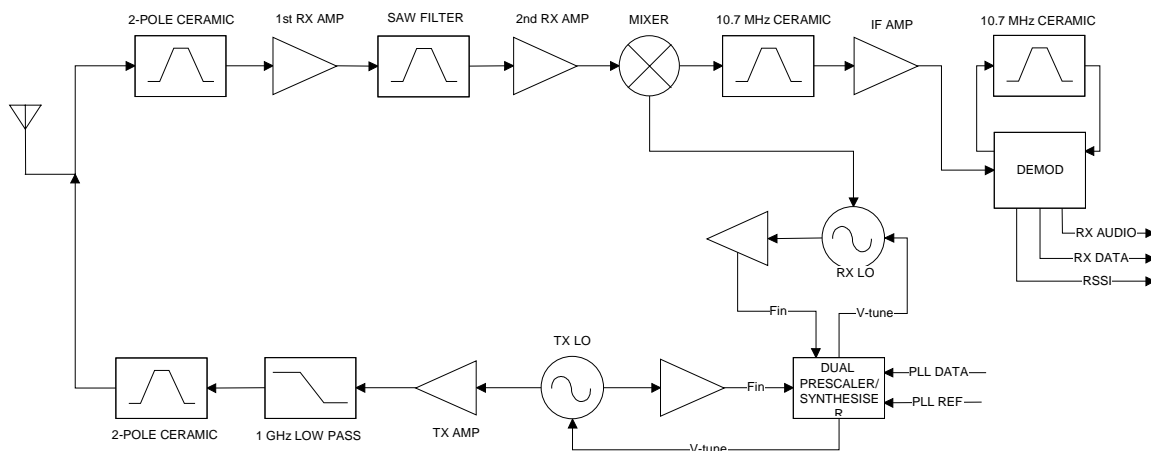 2-POLE CERAMIC
1st RX AMP
SAW FILTER
2nd RX AMP
MIXER
10.7 MHz CERAMIC
IF AMP
10.7 MHz CERAMIC
DEMOD
RX AUDIO
RX DATA
RSSI
RX LO
Fin
V-tune
TX LO
DUAL
PRESCALER/
SYNTHESISE
R
PLL DATA
PLL REF
Fin
2-POLE CERAMIC
1 GHz LOW PASS
TX AMP
V-tune